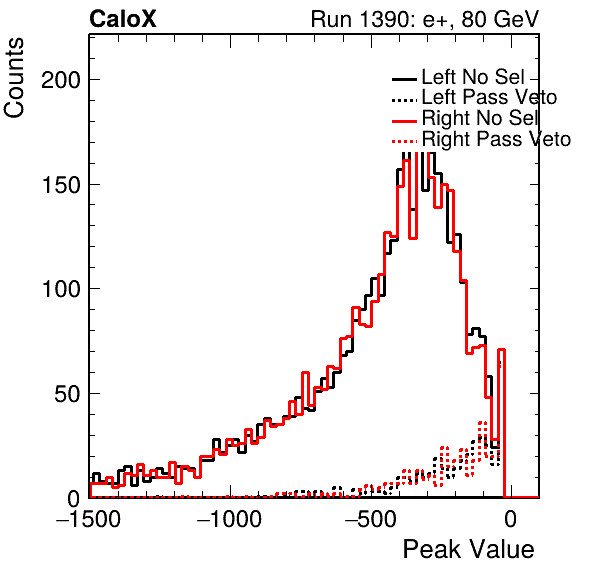 CaloX Run 1390: e+, 80 GeV
Counts
200
150
100
50
0
Left No Sel
Left Pass Veto
Right No Sel
Right Pass Veto
−1500 −1000 −500 0
Peak Value